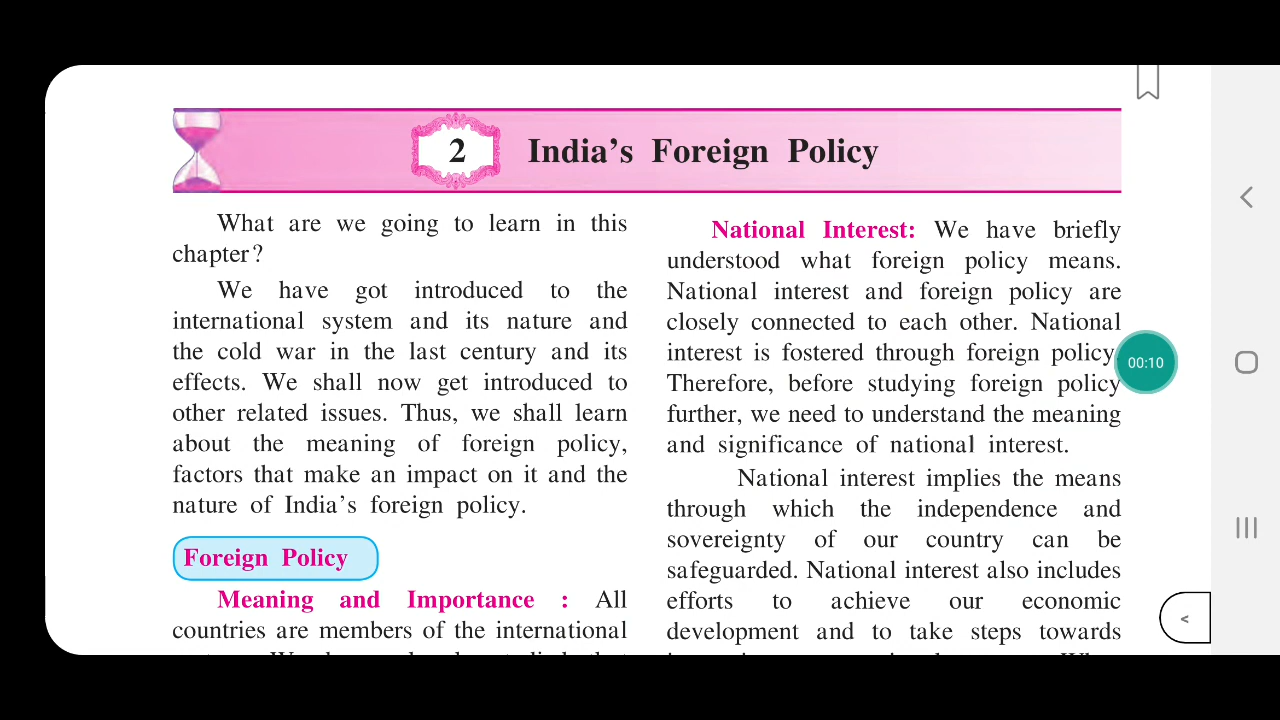 2 India's Foreign Policy
What are we going to learn in this
chapter?
We have got introduced to the
international system and its nature and
the cold war in the last century and its
effects. We shall now get introduced to
other related issues. Thus, we shall learn
about the meaning of foreign policy,
factors that make an impact on it and the
nature of India's foreign policy.
Foreign Policy
Meaning and Importance : All
countries are members of the international
National Interest: We have briefly
understood what foreign policy means.
National interest and foreign policy are
closely connected to each other. National
interest is fostered through foreign policy.
Therefore, before studying foreign policy
further, we need to understand the meaning
and significance of national interest.
National interest implies the means
through which the independence and
sovereignty of our country can be
safeguarded. National interest also includes
efforts to achieve our economic
development and to take steps towards
00:10